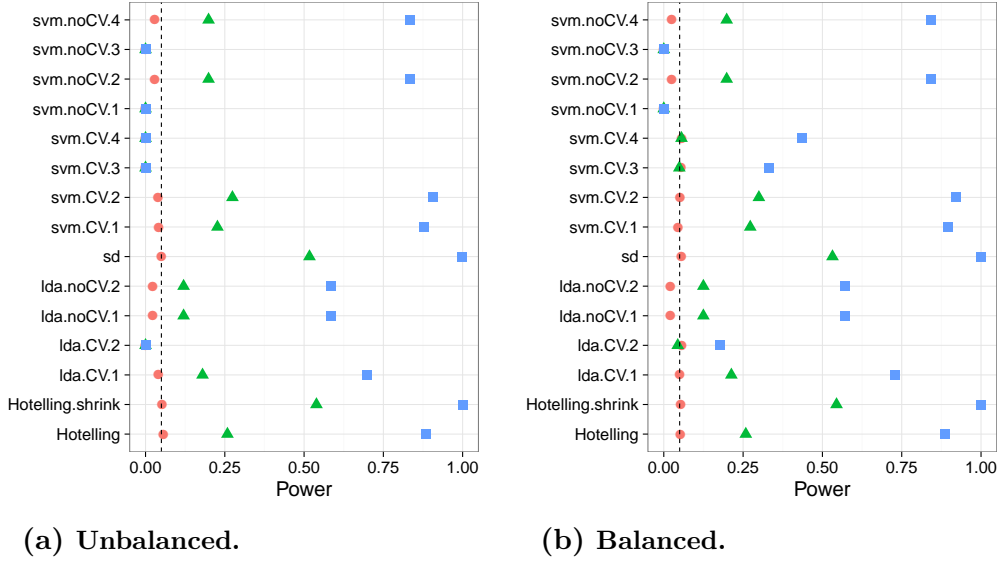 svm.noCV.4
svm.noCV.3
svm.noCV.2
svm.noCV.1
svm.CV.4
svm.CV.3
svm.CV.2
svm.CV.1
sd
lda.noCV.2
lda.noCV.1
lda.CV.2
lda.CV.1
Hotelling.shrink
Hotelling
0.00 0.25 0.50 0.75 1.00
Power
(a) Unbalanced.
svm.noCV.4
svm.noCV.3
svm.noCV.2
svm.noCV.1
svm.CV.4
svm.CV.3
svm.CV.2
svm.CV.1
sd
lda.noCV.2
lda.noCV.1
lda.CV.2
lda.CV.1
Hotelling.shrink
Hotelling
0.00 0.25 0.50 0.75 1.00
Power
(b) Balanced.